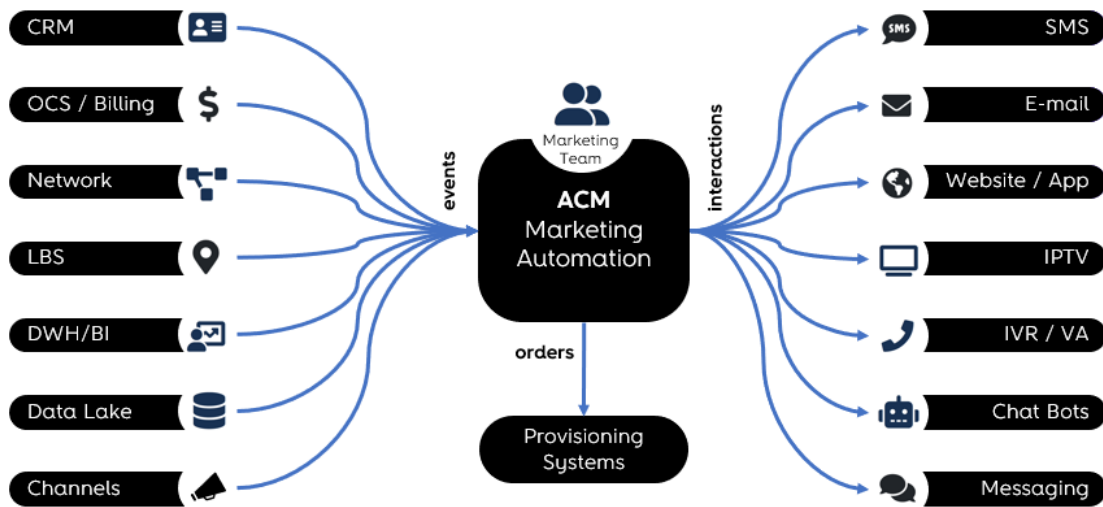 CRM
OCS / Billing
Network
LBS
DWH/BI
Data Lake
Channels
events
Marketing
Team
ACM
Marketing
Automation
orders
Provisioning
Systems
interactions
SMS
SMS
E-mail
Website / App
IPTV
IVR / VA
Chat Bots
Messaging